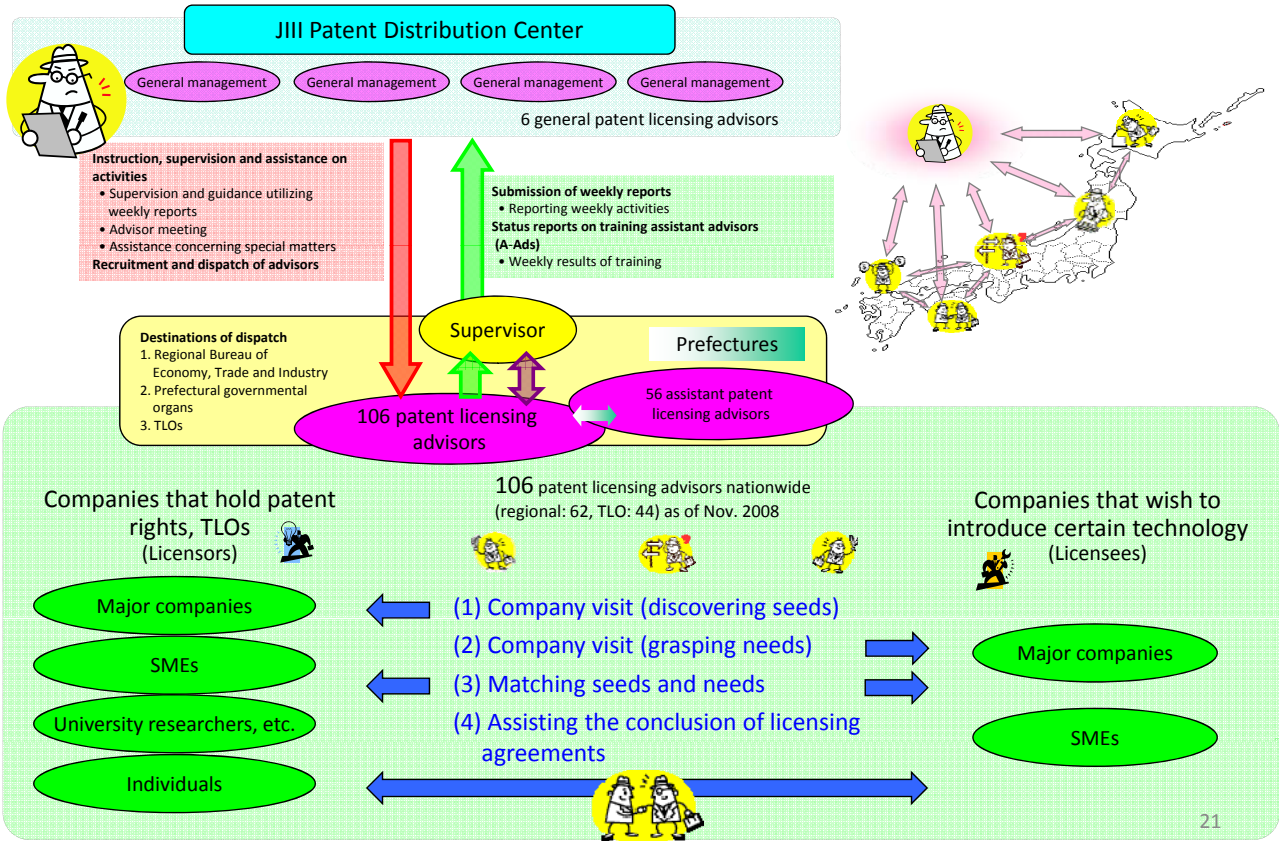 JIII Patent Distribution Center
General management
General management
General management
General management
6 general patent licensing advisors
Instruction, supervision and assistance on
activities
• Supervision and guidance utilizing
weekly reports
• Advisor meeting
• Assistance concerning special matters
Recruitment and dispatch of advisors
Submission of weekly reports
• Reporting weekly activities
Status reports on training assistant advisors
(A-Ads)
• Weekly results of training
Destinations of dispatch
1. Regional Bureau of
Economy, Trade and Industry
2. Prefectural governmental
organs
3. TLOs
Supervisor
Prefectures
106 patent licensing
advisors
56 assistant patent
licensing advisors
106 patent licensing advisors nationwide
(regional: 62, TLO: 44) as of Nov. 2008
Companies that hold patent
rights, TLOs
(Licensors)
Major companies
SMEs
University researchers, etc.
Individuals
(1) Company visit (discovering seeds)
(2) Company visit (grasping needs)
(3) Matching seeds and needs
(4) Assisting the conclusion of licensing
agreements
Companies that wish to
introduce certain technology
(Licensees)
Major companies
SMEs
21